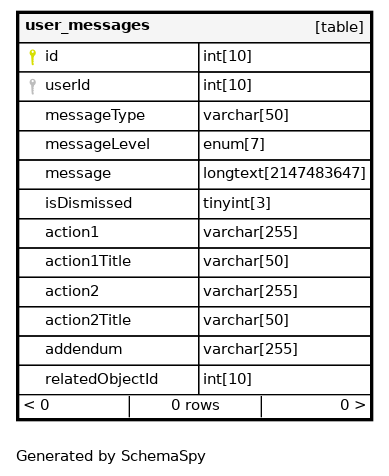 user_messages [table]
id int[10]
userId int[10]
messageType varchar[50]
messageLevel enum[7]
message longtext[2147483647]
isDismissed tinyint[3]
action1 varchar[255]
action1Title varchar[50]
action2 varchar[255]
action2Title varchar[50]
addendum varchar[255]
relatedObjectId int[10]
< 0 0 rows 0 >
Generated by SchemaSpy